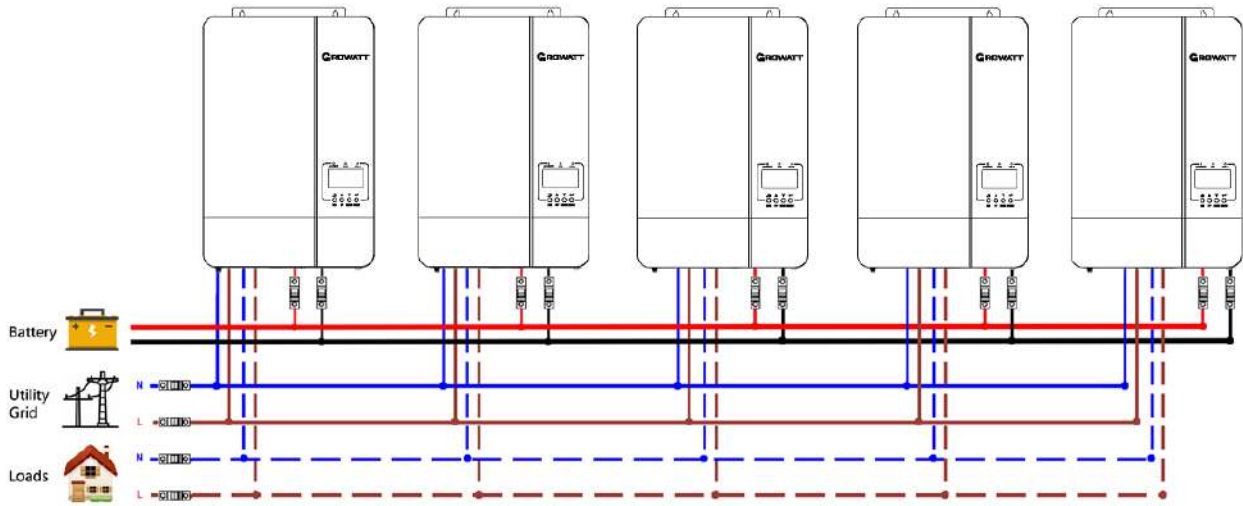 GROWATT GROWATT GROWATT GROWATT GROWATT
Battery
+ -
Utility
Grid
N
L
Loads
N
L